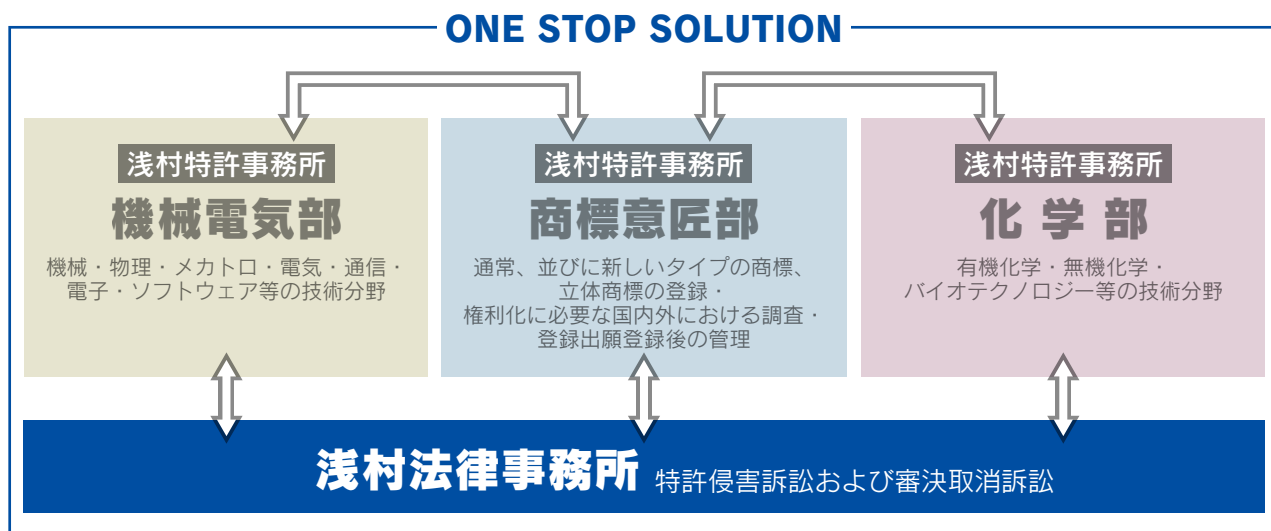 ONE STOP SOLUTION
浅村特許事務所
機械電気部
機械・物理・メカトロ・電気・通信・
電子・ソフトウェア等の技術分野
浅村特許事務所
商標意匠部
通常、並びに新しいタイプの商標、
立体商標の登録・
権利化に必要な国内外における調査・
登録出願登録後の管理
浅村特許事務所
化学部
有機化学・無機化学・
バイオテクノロジー等の技術分野
浅村法律事務所 特許侵害訴訟および審決取消訴訟